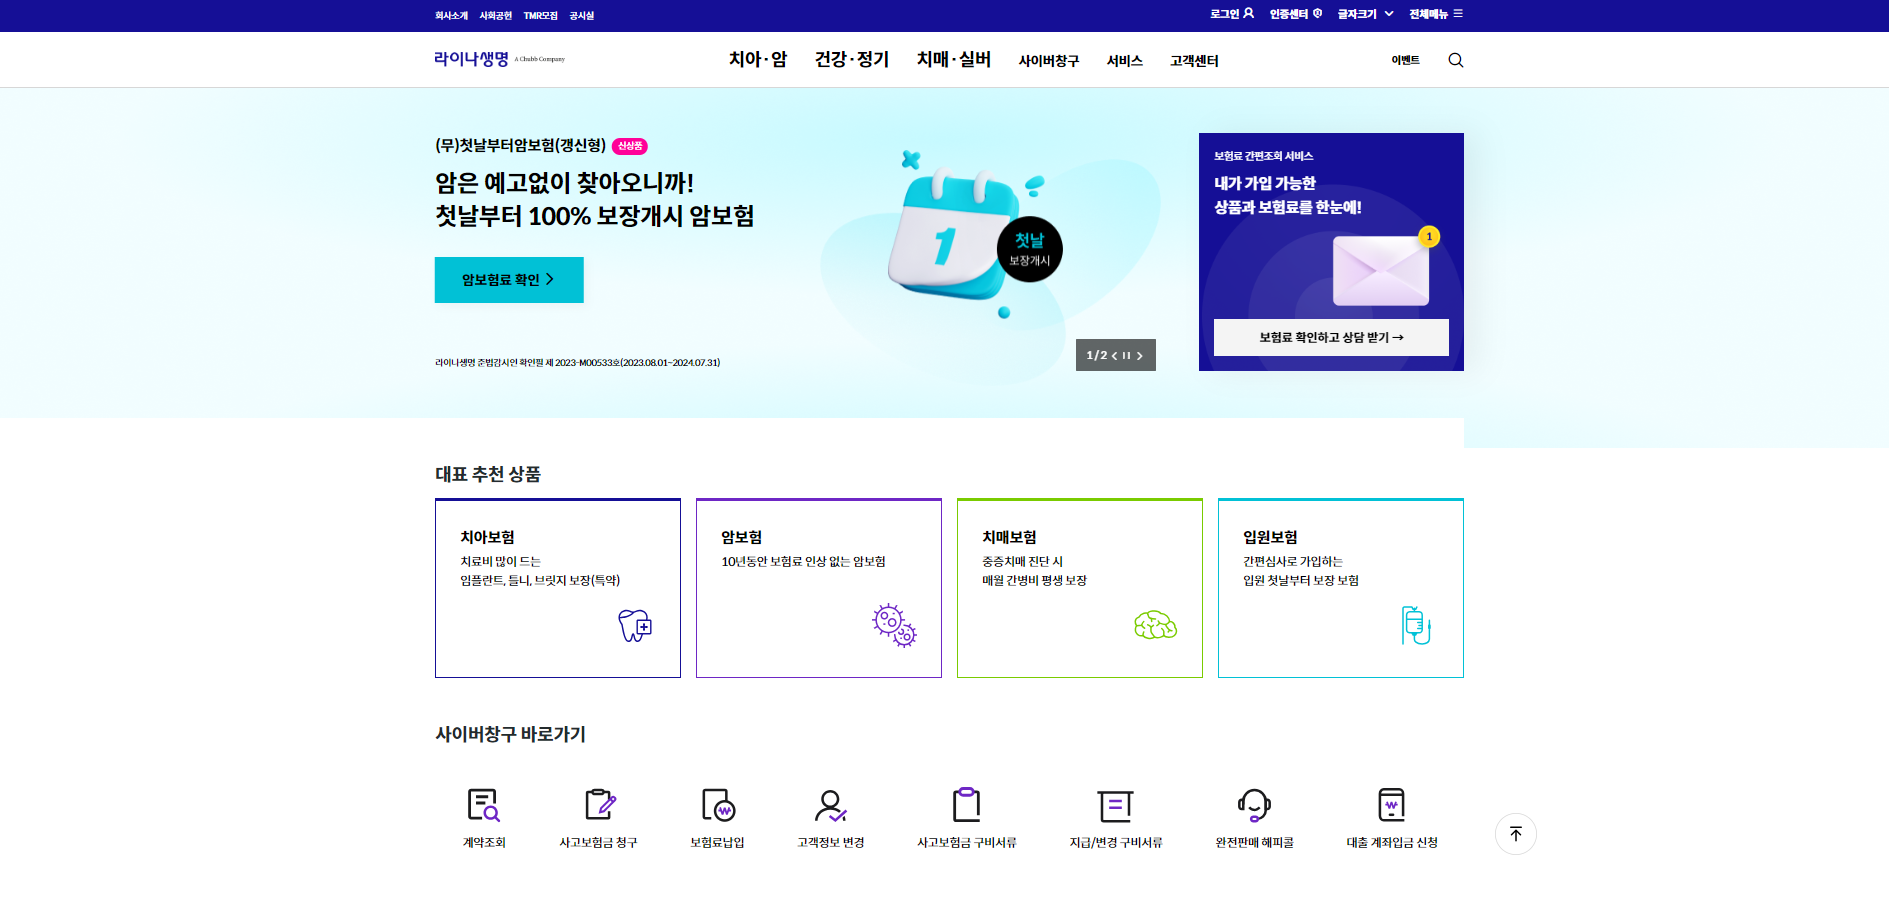 회사소개 사회공헌 TMR모집 공시실
로그인 인증센터 글자크기 전체메뉴
라이나생명 A Chubb Company
치아·암 건강·정기 치매·실버 사이버창구 서비스 고객센터 이벤트
(무)첫날부터암보험(갱신형) 신상품
암은 예고없이 찾아오니까!
첫날부터 100% 보장개시 암보험
암보험료 확인 >
라이나생명 준법감시인 확인필 제 2023-M00533호(2023.08.01~2024.07.31)
1
첫날
보장개시
1/2
보험료 간편조회 서비스
내가 가입 가능한
상품과 보험료를 한눈에!
1
보험료 확인하고 상담 받기 →
대표 추천 상품
치아보험
치료비 많이 드는
임플란트, 틀니, 브릿지 보장(특약)
암보험
10년동안 보험료 인상 없는 암보험
치매보험
중증치매 진단 시
매월 간병비 평생 보장
입원보험
간편심사로 가입하는
입원 첫날부터 보장 보험
사이버창구 바로가기
계약조회
사고보험금 청구
보험료납입
고객정보 변경
사고보험금 구비서류
지급/변경 구비서류
완전판매 해피콜
대출 계좌입금 신청